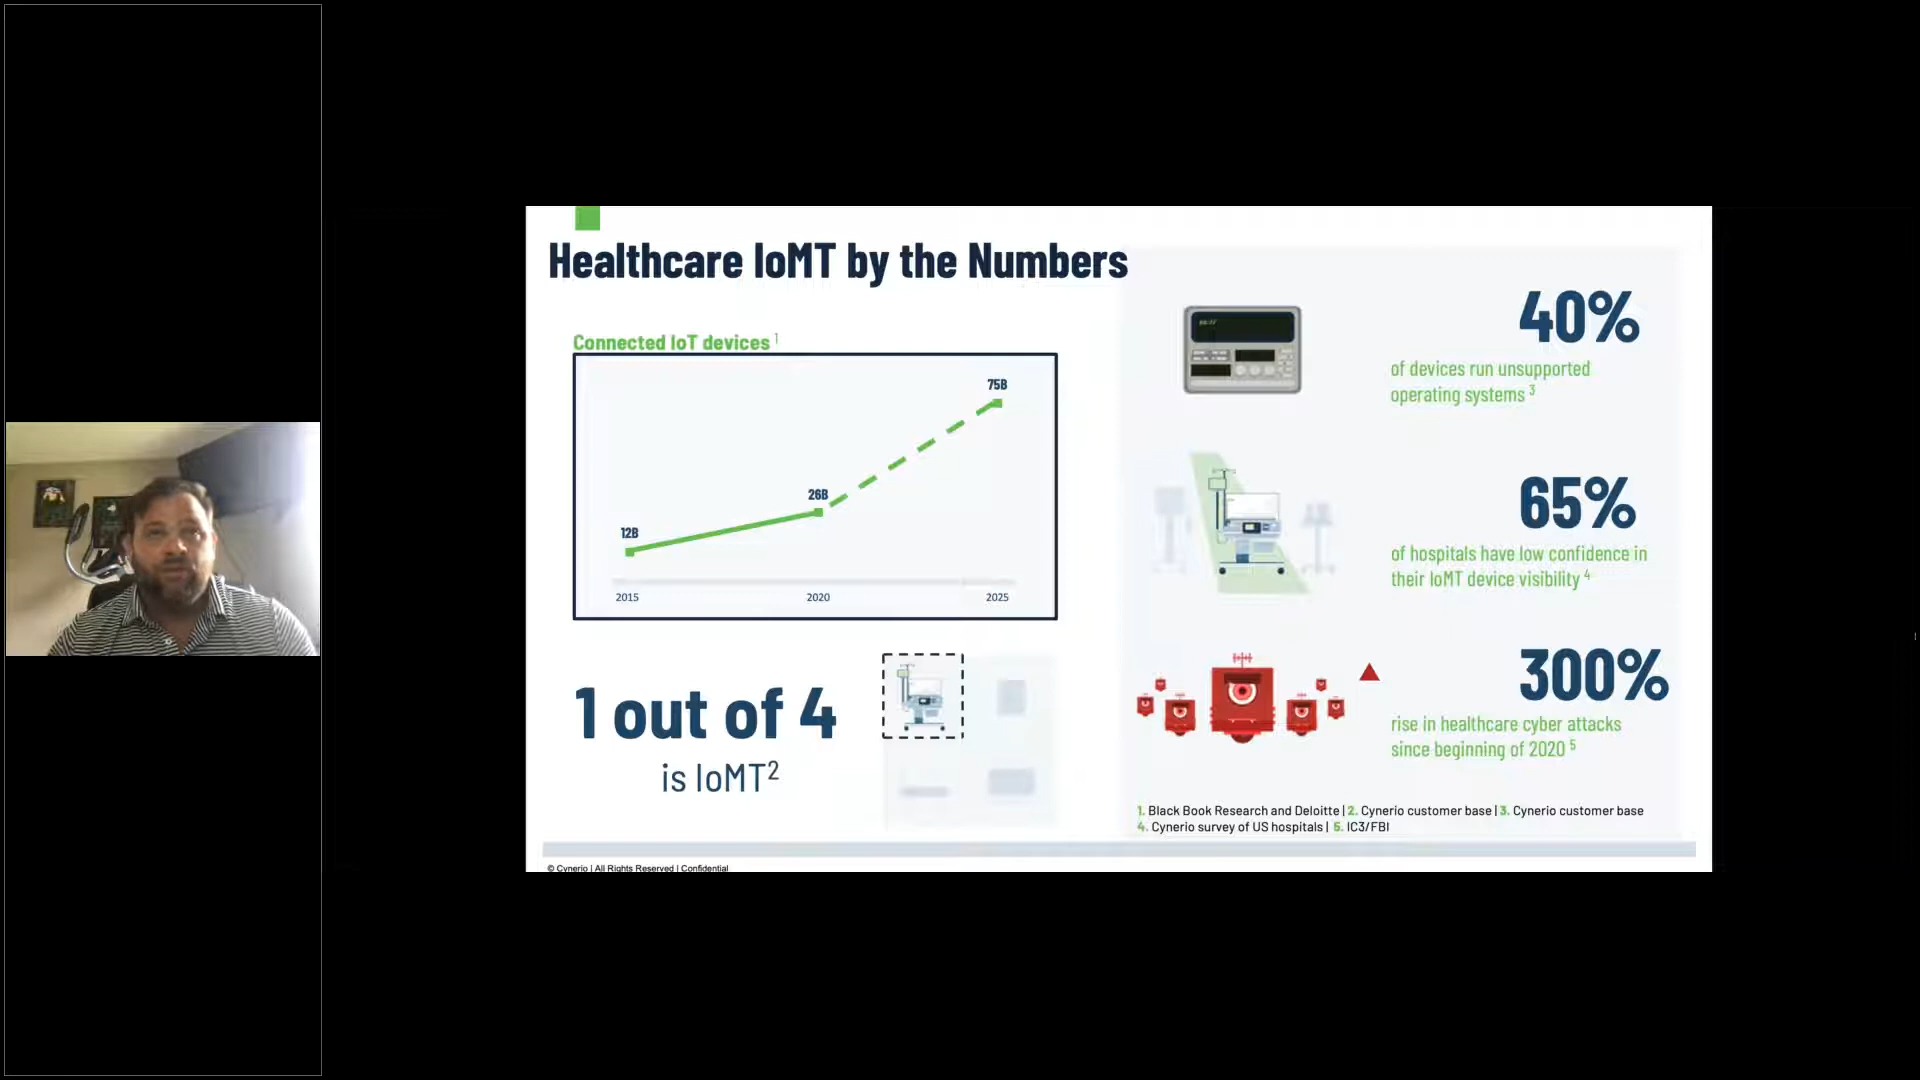 Healthcare IoMT by the Numbers
Connected IoT devices 1
75B
26B
12B
2015 2020 2025
1 out of 4
is IoMT2
40%
of devices run unsupported
operating systems 3
65%
of hospitals have low confidence in
their IoMT device visibility 4
300%
rise in healthcare cyber attacks
since beginning of 2020 5
1. Black Book Research and Deloitte | 2. Cynerio customer base | 3. Cynerio customer base
4. Cynerio survey of US hospitals | 5. IC3/FBI
© Cynerio | All Rights Reserved | Confidential